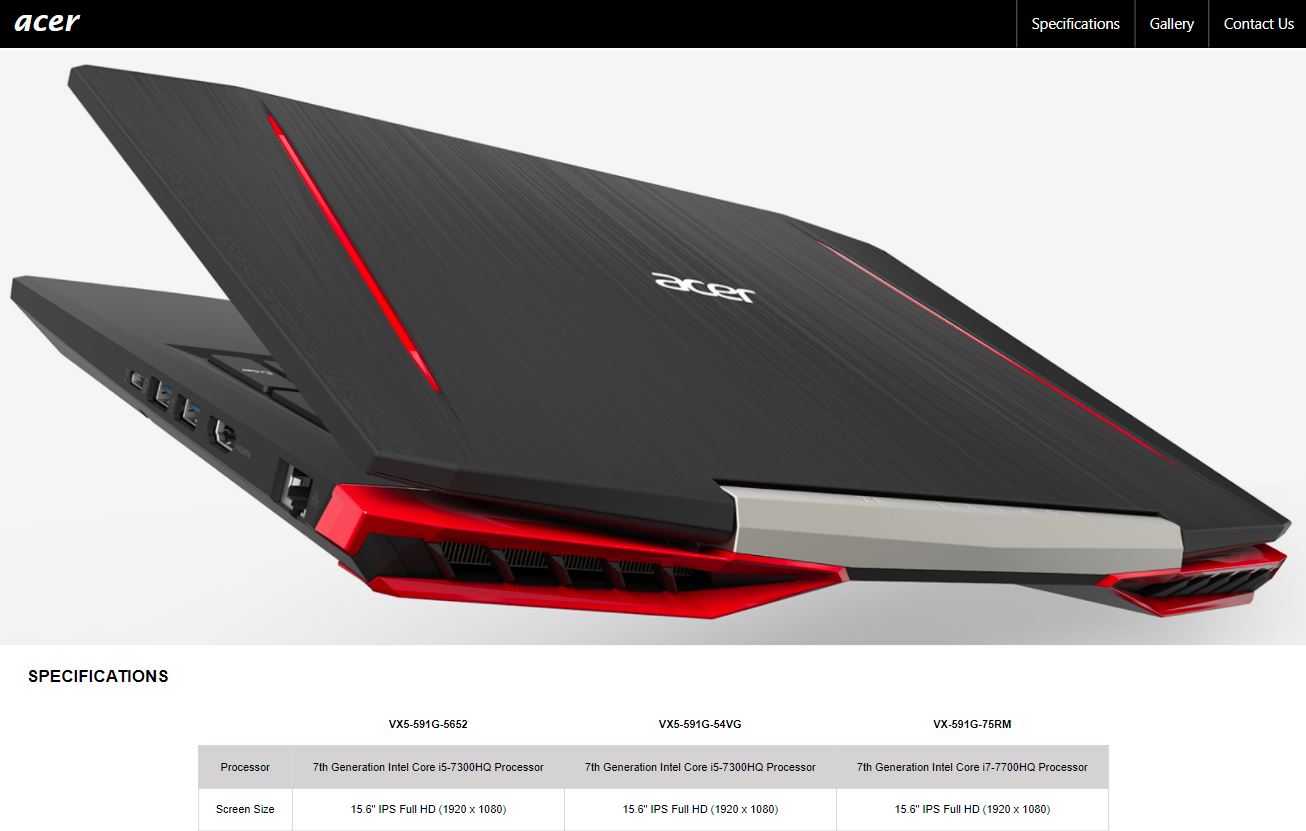 acer
Specifications Gallery Contact Us
acer
SPECIFICATIONS
VX5-591G-5652 VX5-591G-54VG VX-591G-75RM
Processor 7th Generation Intel Core i5-7300HQ Processor 7th Generation Intel Core i5-7300HQ Processor 7th Generation Intel Core i7-7700HQ Processor
Screen Size 15.6" IPS Full HD (1920 x 1080) 15.6" IPS Full HD (1920 x 1080) 15.6" IPS Full HD (1920 x 1080)